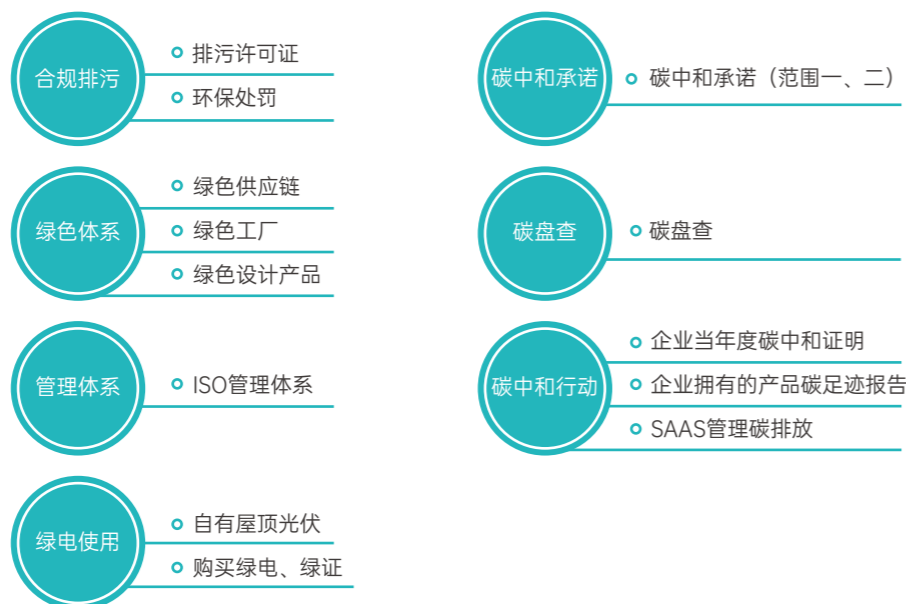 合规排污
排污许可证
环保处罚
绿色体系
绿色供应链
绿色工厂
绿色设计产品
管理体系
ISO管理体系
绿电使用
自有屋顶光伏
购买绿电、绿证
碳中和承诺
碳中和承诺（范围一、二）
碳盘查
碳盘查
碳中和行动
企业当年度碳中和证明
企业拥有的产品碳足迹报告
SAAS管理碳排放